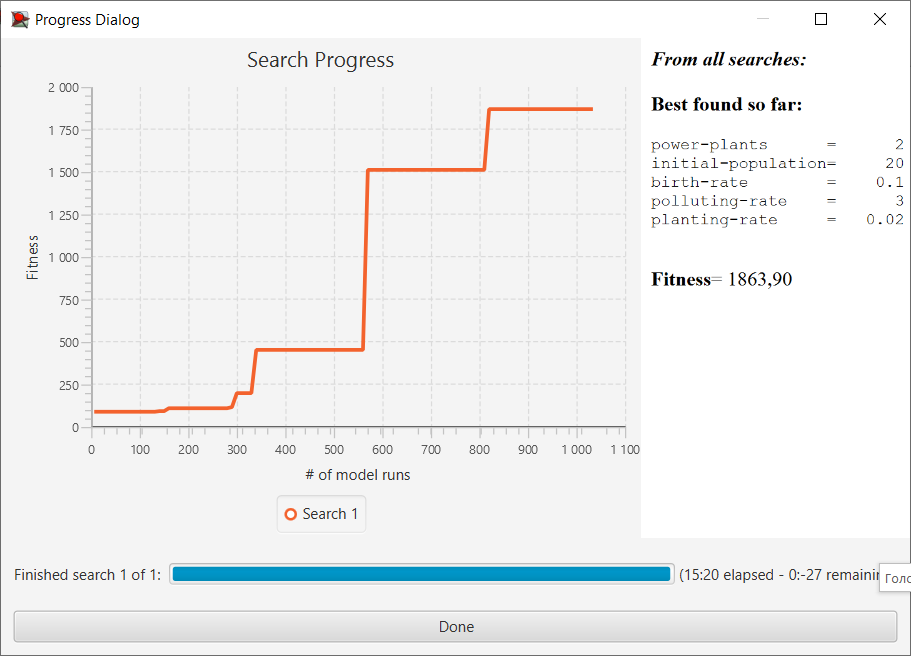 Progress Dialog
Search Progress
Fitness
2 000
1 750
1 500
1 250
1 000
750
500
250
0
0 100 200 300 400 500 600 700 800 900 1 000 1 100
# of model runs
Search 1
From all searches:
Best found so far:
power-plants = 2
initial-population= 20
birth-rate = 0.1
polluting-rate = 3
planting-rate = 0.02
Fitness= 1863,90
Finished search 1 of 1: (15:20 elapsed - 0:-27 remainin
Done